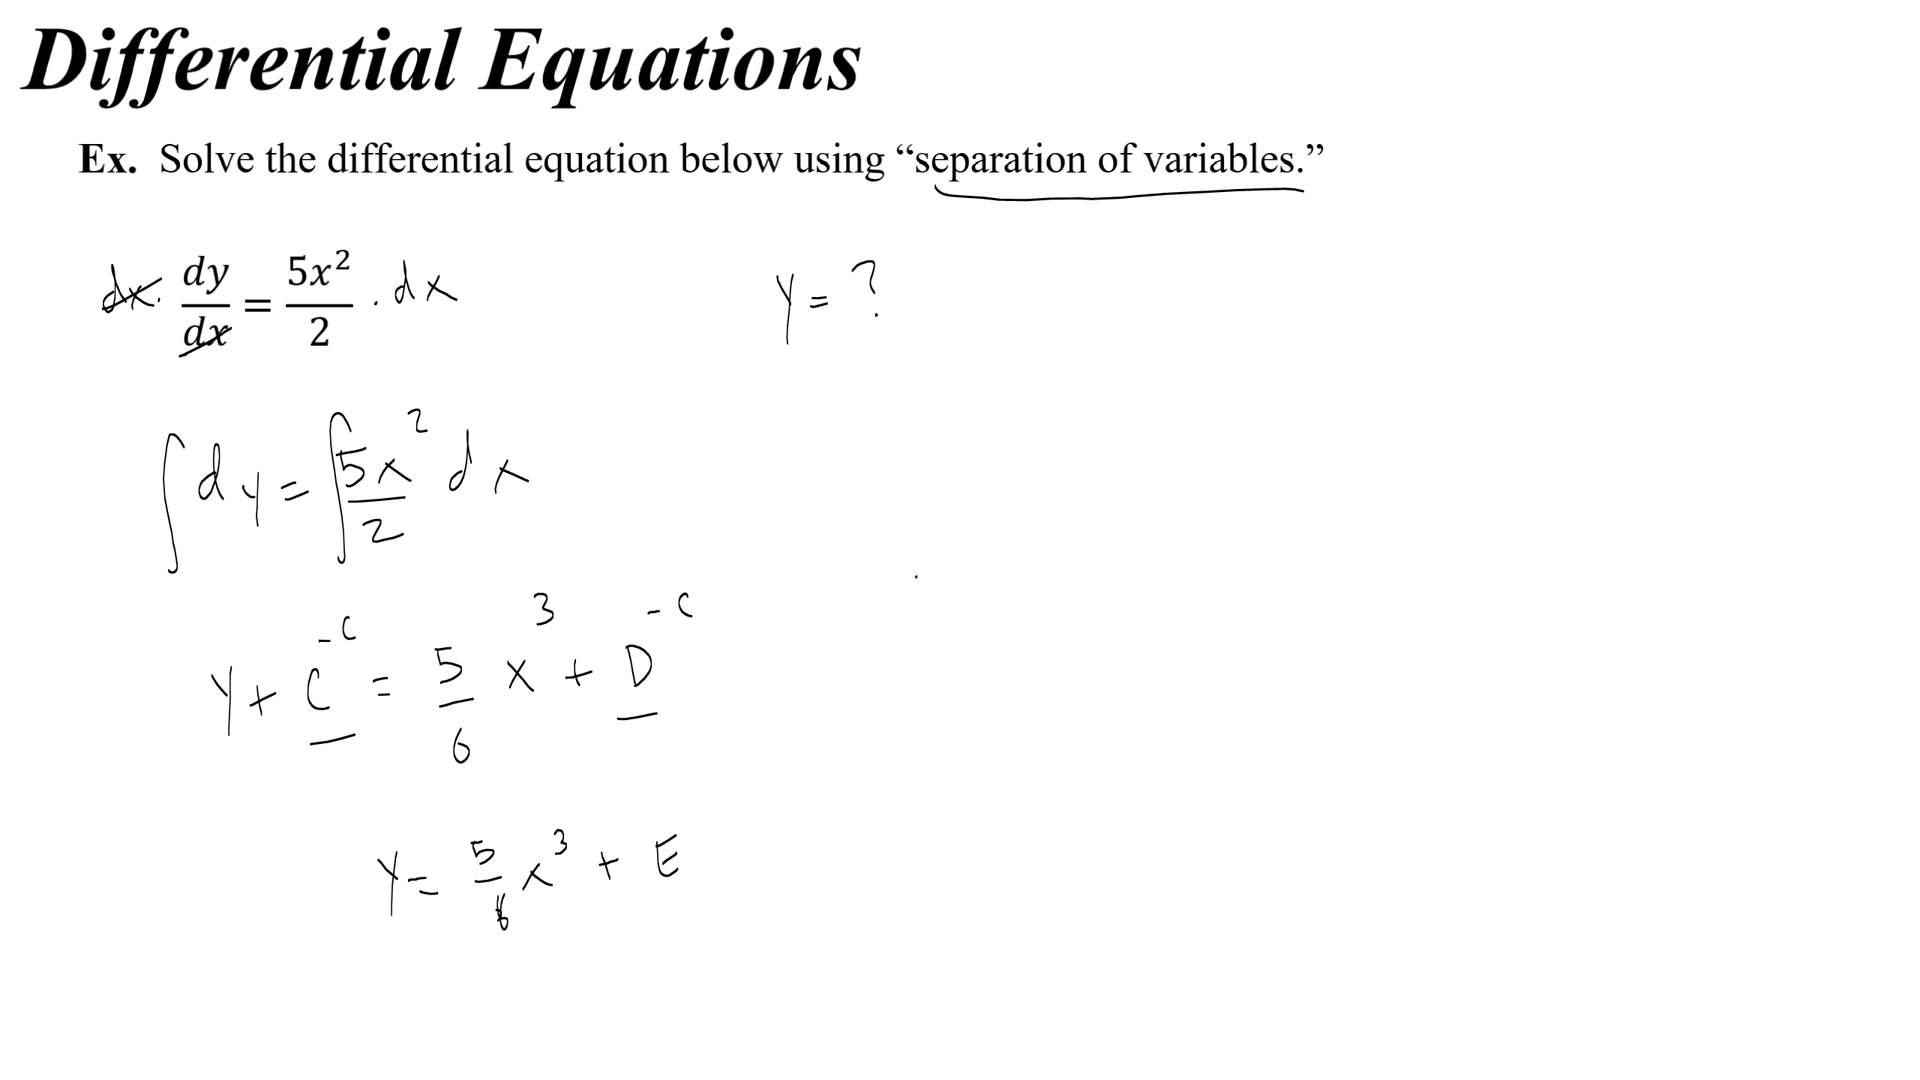 Differential Equations
Ex. Solve the differential equation below using “separation of variables.”
dx · dy/dx = 5x²/2 · dx
y = ?
∫dy = ∫5x²/2 dx
y + C - C = 5/6 x³ + D - C
y = 5/6 x³ + E